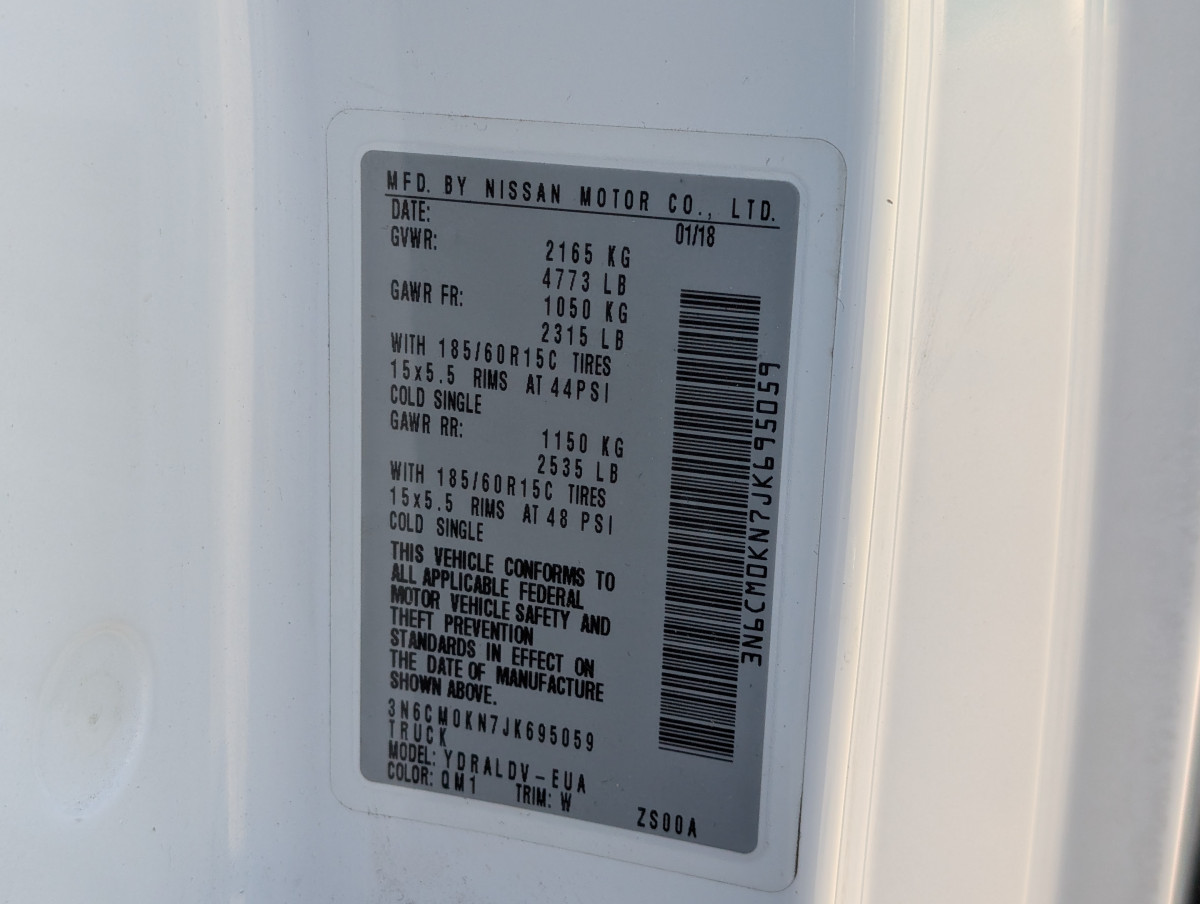 MFD. BY NISSAN MOTOR CO., LTD.
DATE: 01/18
GVWR: 2165 KG
4773 LB
GAWR FR: 1050 KG
2315 LB
WITH 185/60R15C TIRES
15x5.5 RIMS AT 44PSI
COLD SINGLE
GAWR RR: 1150 KG
2535 LB
WITH 185/60R15C TIRES
15x5.5 RIMS AT 48 PSI
COLD SINGLE
THIS VEHICLE CONFORMS TO
ALL APPLICABLE FEDERAL
MOTOR VEHICLE SAFETY AND
THEFT PREVENTION
STANDARDS IN EFFECT ON
THE DATE OF MANUFACTURE
SHOWN ABOVE.
3N6CM0KN7JK695059
TRUCK
MODEL: YDRALDV-EUA
COLOR: QM1 TRIM: W ZS00A
3N6CM0KN7JK695059